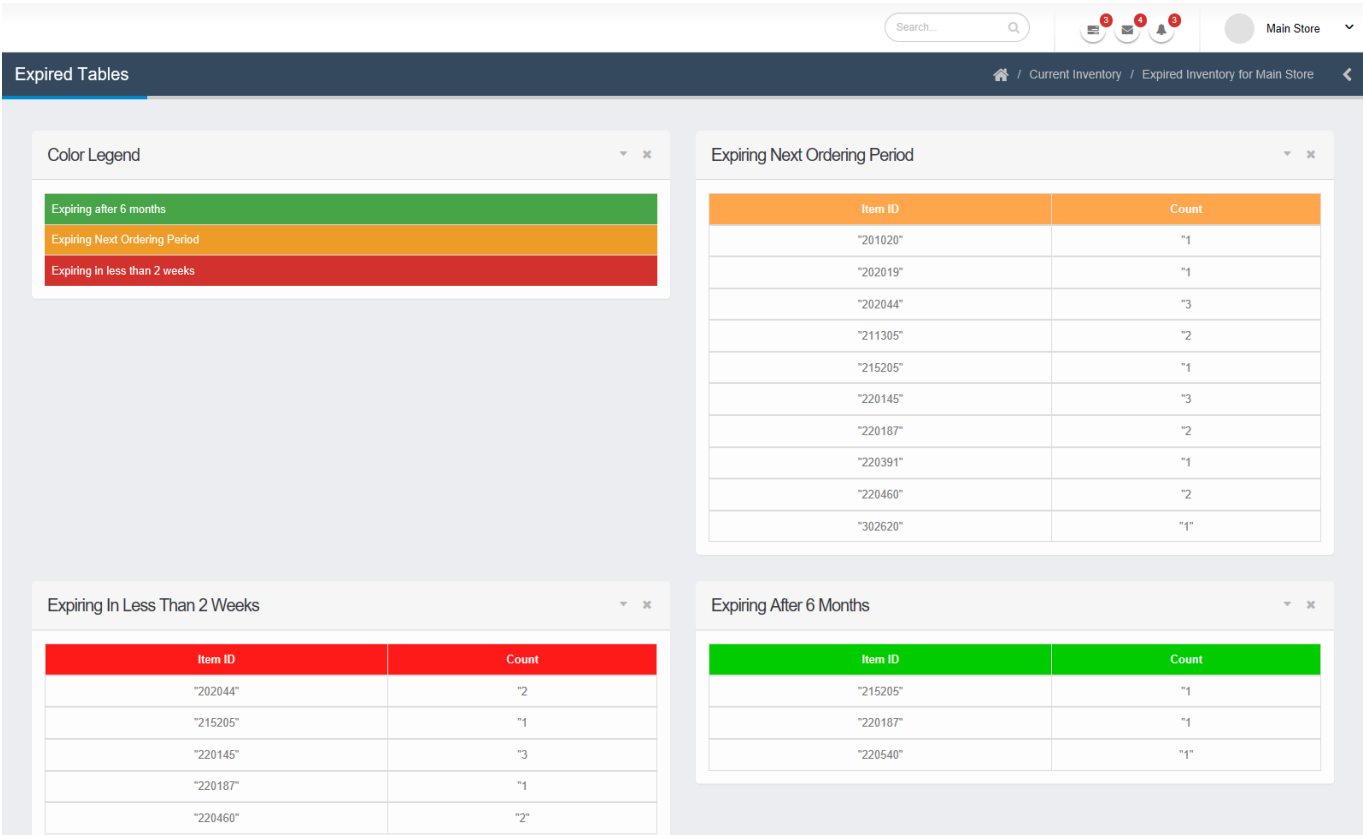 Search...
3
4
3
Main Store
Expired Tables
/ Current Inventory / Expired Inventory for Main Store
Color Legend
Expiring after 6 months
Expiring Next Ordering Period
Expiring in less than 2 weeks
Expiring Next Ordering Period
Item ID Count
"201020" "1
"202019" "1
"202044" "3
"211305" "2
"215205" "1
"220145" "3
"220187" "2
"220391" "1
"220460" "2
"302620" "1"
Expiring In Less Than 2 Weeks
Item ID Count
"202044" "2
"215205" "1
"220145" "3
"220187" "1
"220460" "2"
Expiring After 6 Months
Item ID Count
"215205" "1
"220187" "1
"220540" "1"